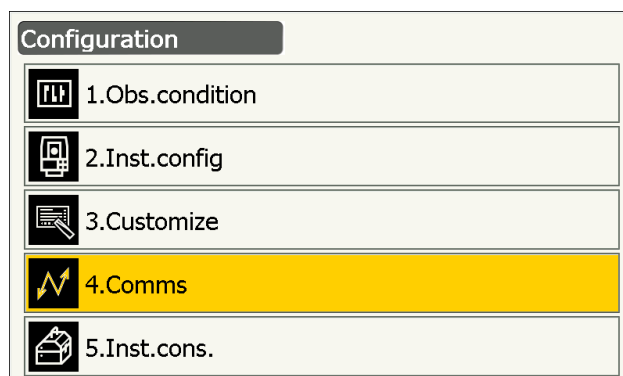 Configuration
1.Obs.condition
2.Inst.config
3.Customize
4.Comms
5.Inst.cons.